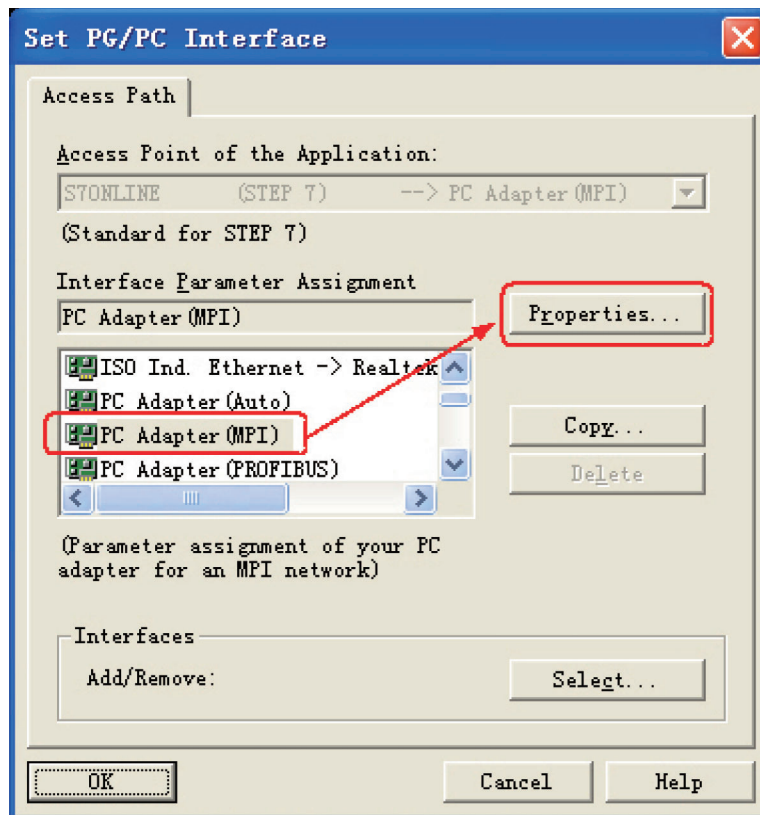 Set PG/PC Interface
Access Path
Access Point of the Application:
S7ONLINE (STEP 7) --> PC Adapter(MPI)
(Standard for STEP 7)
Interface Parameter Assignment
PC Adapter(MPI)
Properties...
ISO Ind. Ethernet -> Realtek
PC Adapter(Auto)
PC Adapter(MPI)
PC Adapter(PROFIBUS)
Copy...
Delete
(Parameter assignment of your PC
adapter for an MPI network)
Interfaces
Add/Remove:
Select...
OK
Cancel
Help